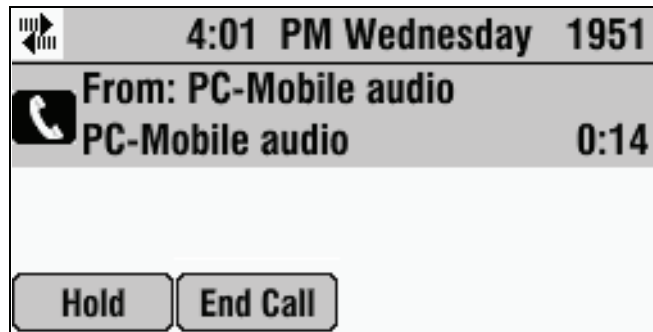 4:01 PM Wednesday 1951
From: PC-Mobile audio
PC-Mobile audio 0:14
Hold End Call